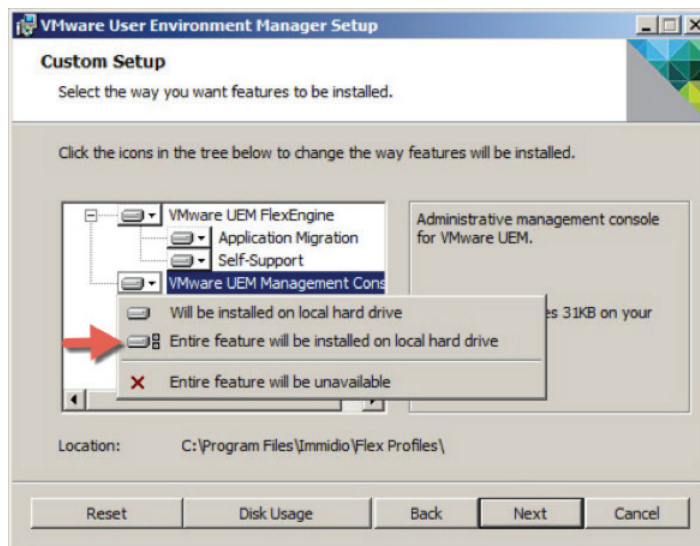 VMware User Environment Manager Setup
Custom Setup
Select the way you want features to be installed.
Click the icons in the tree below to change the way features will be installed.
VMware UEM FlexEngine
Application Migration
Self-Support
VMware UEM Management Cons
Administrative management console
for VMware UEM.
Will be installed on local hard drive
31KB on your
Entire feature will be installed on local hard drive
Entire feature will be unavailable
Location: C:\Program Files\Immidio\Flex Profiles\
Reset Disk Usage Back Next Cancel